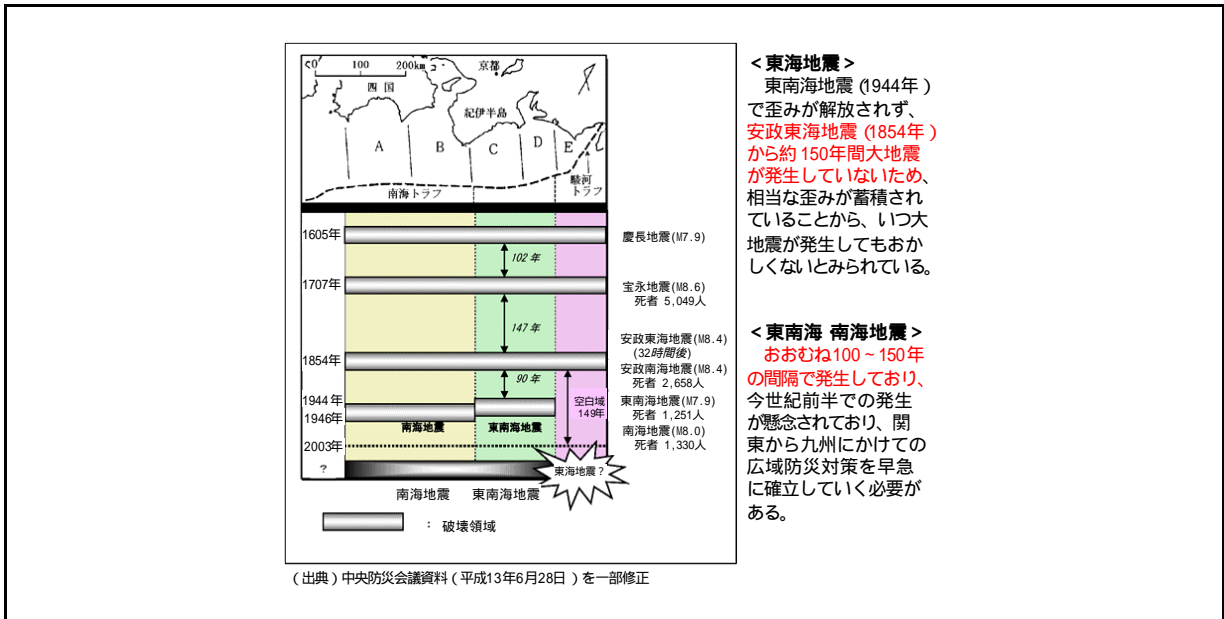 0 100 200km
京都
四国
紀伊半島
A B C D E
駿河
トラフ
南海トラフ
1605年
慶長地震(M7.9)
102年
1707年
宝永地震(M8.6)
死者 5,049人
147年
安政東海地震(M8.4)
(32時間後)
1854年
安政南海地震(M8.4)
死者 2,658人
90年
空白域
149年
1944年
東南海地震(M7.9)
死者 1,251人
1946年
南海地震
東南海地震
南海地震(M8.0)
死者 1,330人
2003年
?
東海地震?
南海地震 東南海地震
: 破壊領域
(出典)中央防災会議資料(平成13年6月28日)を一部修正
<東海地震>
東南海地震(1944年)
で歪みが解放されず、
安政東海地震(1854年)
から約150年間大地震
が発生していないため、
相当な歪みが蓄積され
ていることから、いつ大
地震が発生してもおか
しくないとみられている。
<東南海 南海地震>
おおむね100~150年
の間隔で発生しており、
今世紀前半での発生
が懸念されており、関
東から九州にかけての
広域防災対策を早急
に確立していく必要が
ある。